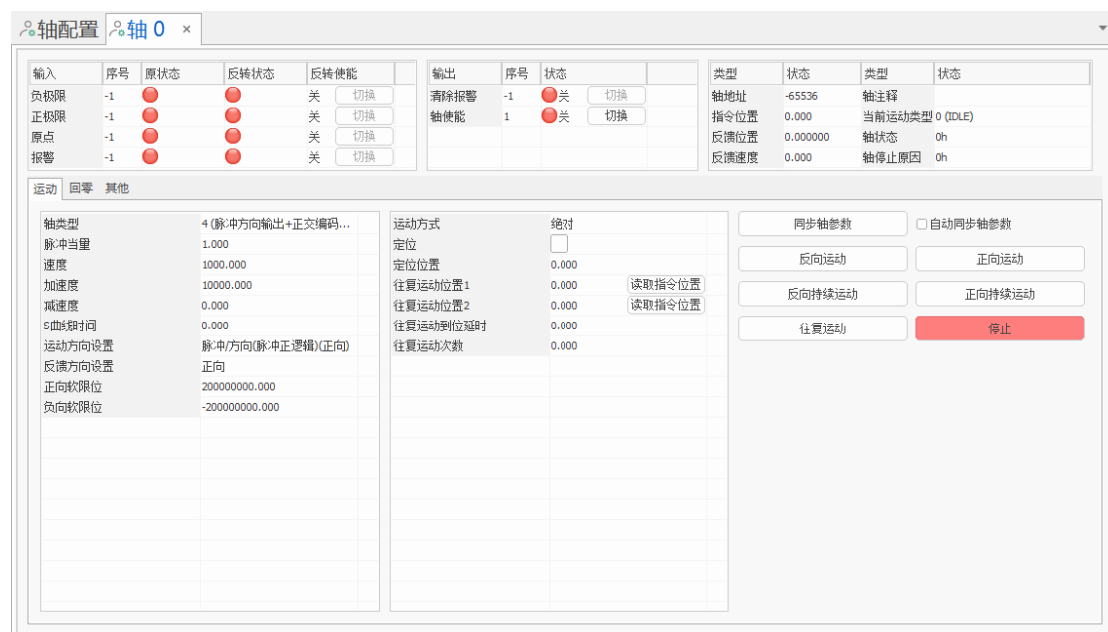 轴配置 轴 0 ×
输入 序号 原状态 反转状态 反转使能 输出 序号 状态 类型 状态 类型 状态
负极限 -1 关 切换 清除报警 -1 关 切换 轴地址 -65536 轴注释
正极限 -1 关 切换 轴使能 1 关 切换 指令位置 0.000 当前运动类型 0 (IDLE)
原点 -1 关 切换 反馈位置 0.000000 轴状态 0h
报警 -1 关 切换 反馈速度 0.000 轴停止原因 0h
运动 回零 其他
轴类型 4 (脉冲方向输出+正交编码... 运动方式 绝对 同步轴参数 自动同步轴参数
脉冲当量 1.000 定位
速度 1000.000 定位位置 0.000 反向运动 正向运动
加速度 10000.000 往复运动位置1 0.000 读取指令位置
减速度 0.000 往复运动位置2 0.000 读取指令位置 反向持续运动 正向持续运动
S曲线时间 0.000 往复运动到位延时 0.000 往复运动 停止
运动方向设置 脉冲/方向(脉冲正逻辑)(正向) 往复运动次数 0.000
反馈方向设置 正向
正向软限位 200000000.000
负向软限位 -200000000.000